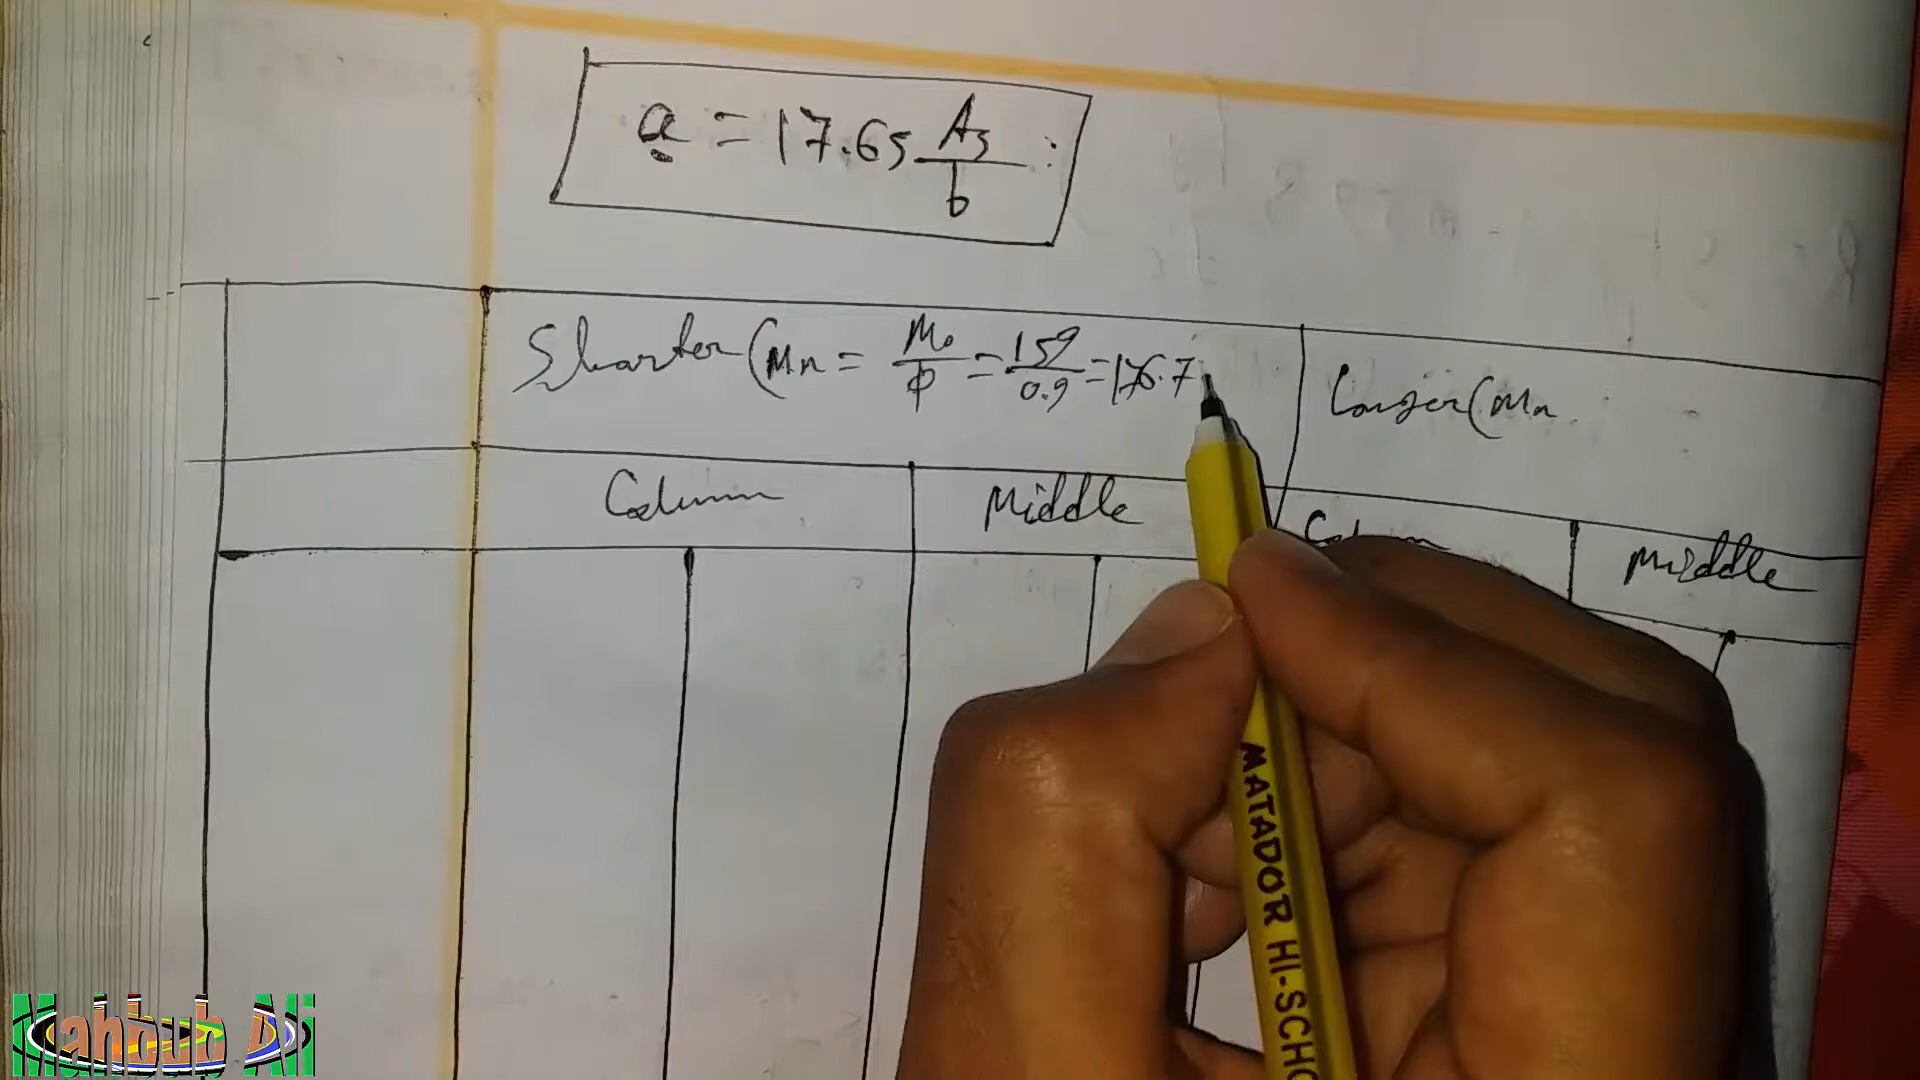 a = 17.65 As/b
Shorter (Mn = Mo/φ = 159/0.9 = 176.7
Longer (Mn
Column Middle Column Middle
MATADOR HI-SCHO
Mahbub Ali